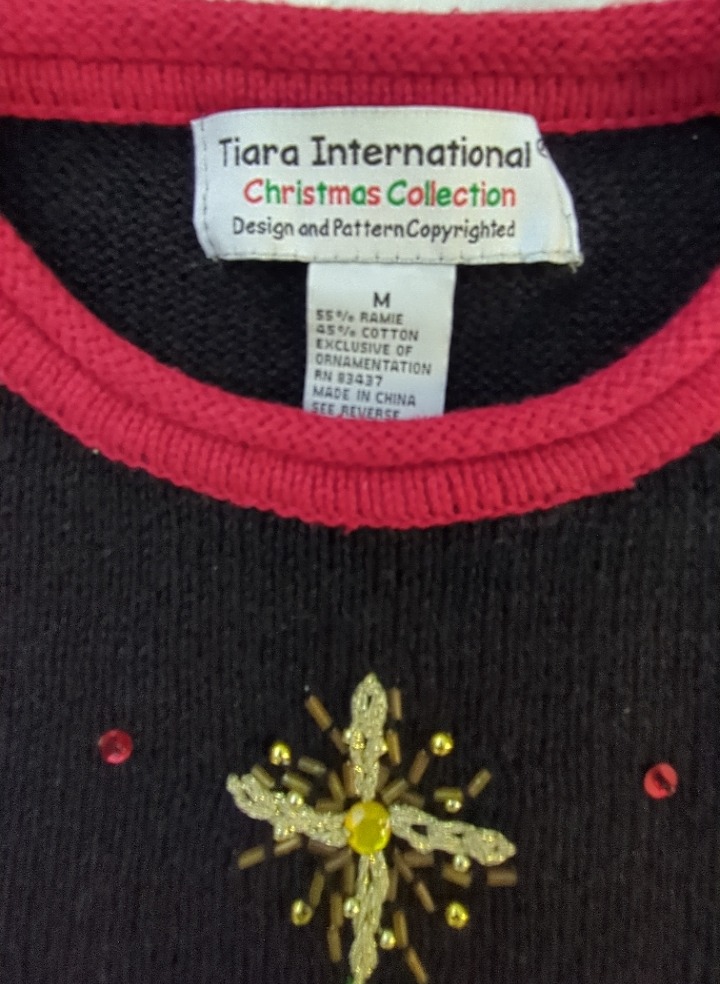 Tiara International®
Christmas Collection
Design and Pattern Copyrighted
M
55% RAMIE
45% COTTON
EXCLUSIVE OF
ORNAMENTATION
RN 83437
MADE IN CHINA
SEE REVERSE